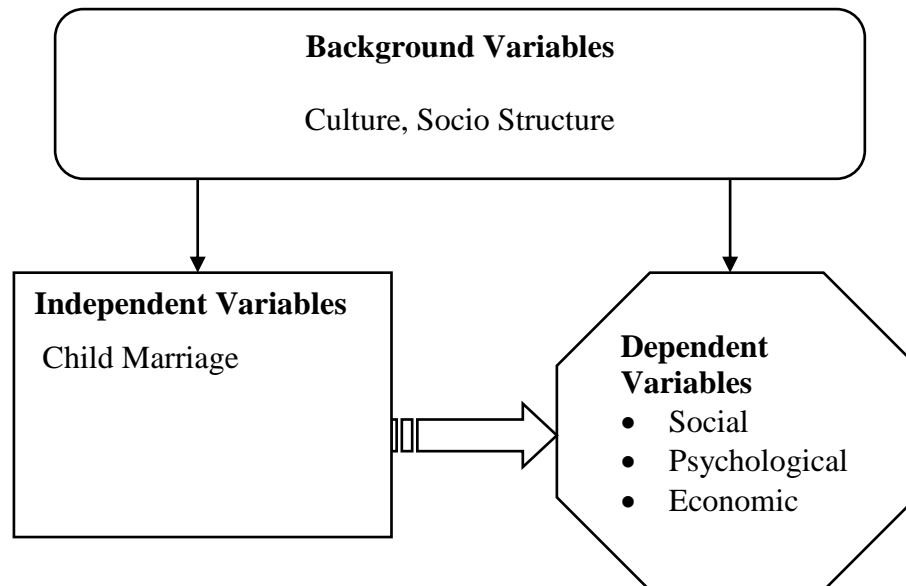 Background Variables
Culture, Socio Structure
Independent Variables
Child Marriage
Dependent
Variables
• Social
• Psychological
• Economic